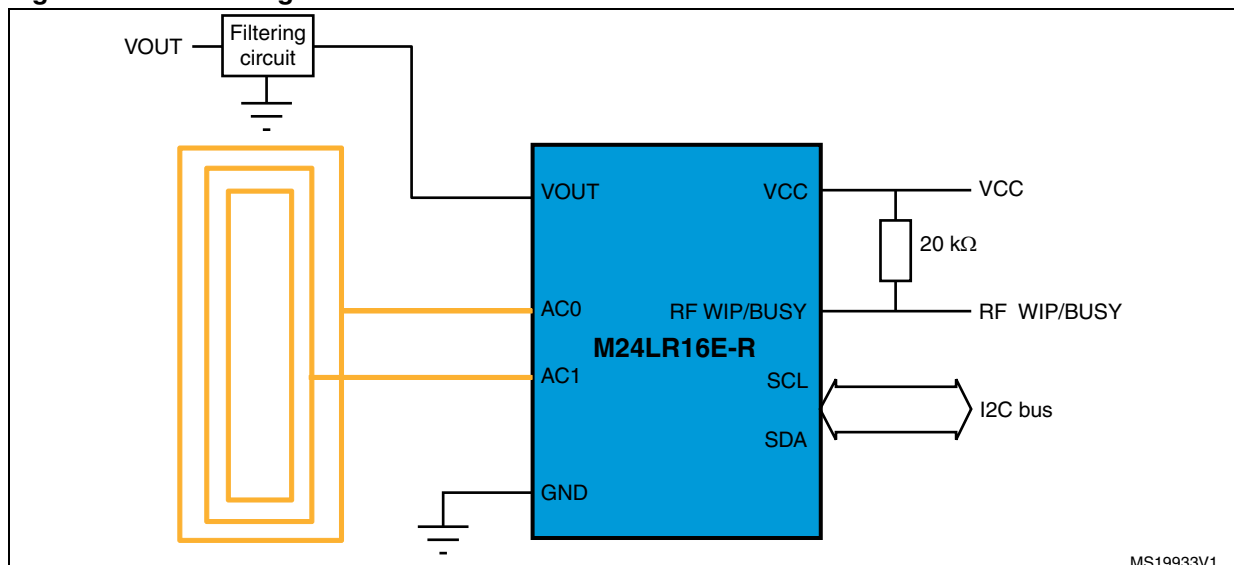 VOUT
Filtering
circuit
VOUT
VCC
VCC
20 kΩ
AC0
RF WIP/BUSY
RF WIP/BUSY
M24LR16E-R
AC1
SCL
I2C bus
SDA
GND
MS19933V1